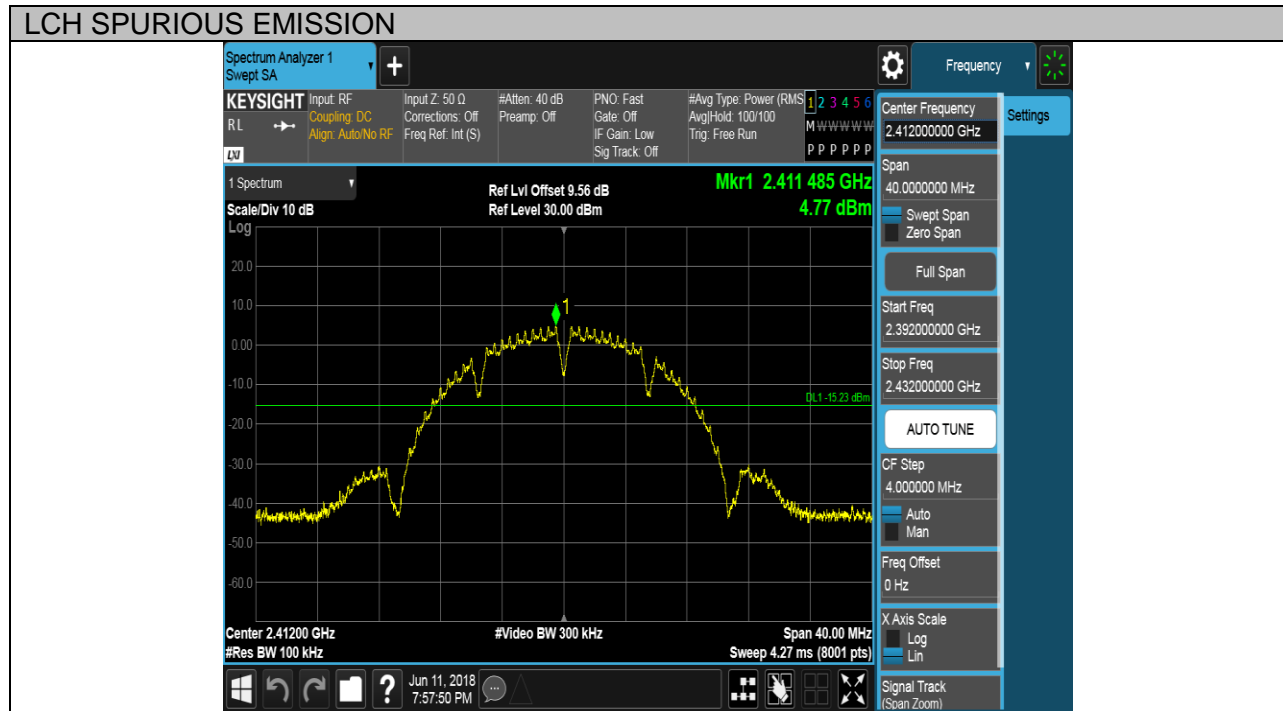 LCH SPURIOUS EMISSION
Spectrum Analyzer 1
Swept SA
+
Frequency
KEYSIGHT
RL
LXI
Input: RF
Coupling: DC
Align: Auto/No RF
Input Z: 50 Ω
Corrections: Off
Freq Ref: Int (S)
#Atten: 40 dB
Preamp: Off
PNO: Fast
Gate: Off
IF Gain: Low
Sig Track: Off
#Avg Type: Power (RMS
Avg|Hold: 100/100
Trig: Free Run
1 2 3 4 5 6
M W W W W W
P P P P P P
1 Spectrum
Scale/Div 10 dB
Log
Ref Lvl Offset 9.56 dB
Ref Level 30.00 dBm
Mkr1 2.411 485 GHz
4.77 dBm
20.0
10.0
0.00
-10.0
-20.0
-30.0
-40.0
-50.0
-60.0
1
DL1 -15.23 dBm
Center 2.41200 GHz
#Res BW 100 kHz
#Video BW 300 kHz
Span 40.00 MHz
Sweep 4.27 ms (8001 pts)
?
Jun 11, 2018
7:57:50 PM
Center Frequency
2.412000000 GHz
Settings
Span
40.0000000 MHz
Swept Span
Zero Span
Full Span
Start Freq
2.392000000 GHz
Stop Freq
2.432000000 GHz
AUTO TUNE
CF Step
4.000000 MHz
Auto
Man
Freq Offset
0 Hz
X Axis Scale
Log
Lin
Signal Track
(Span Zoom)